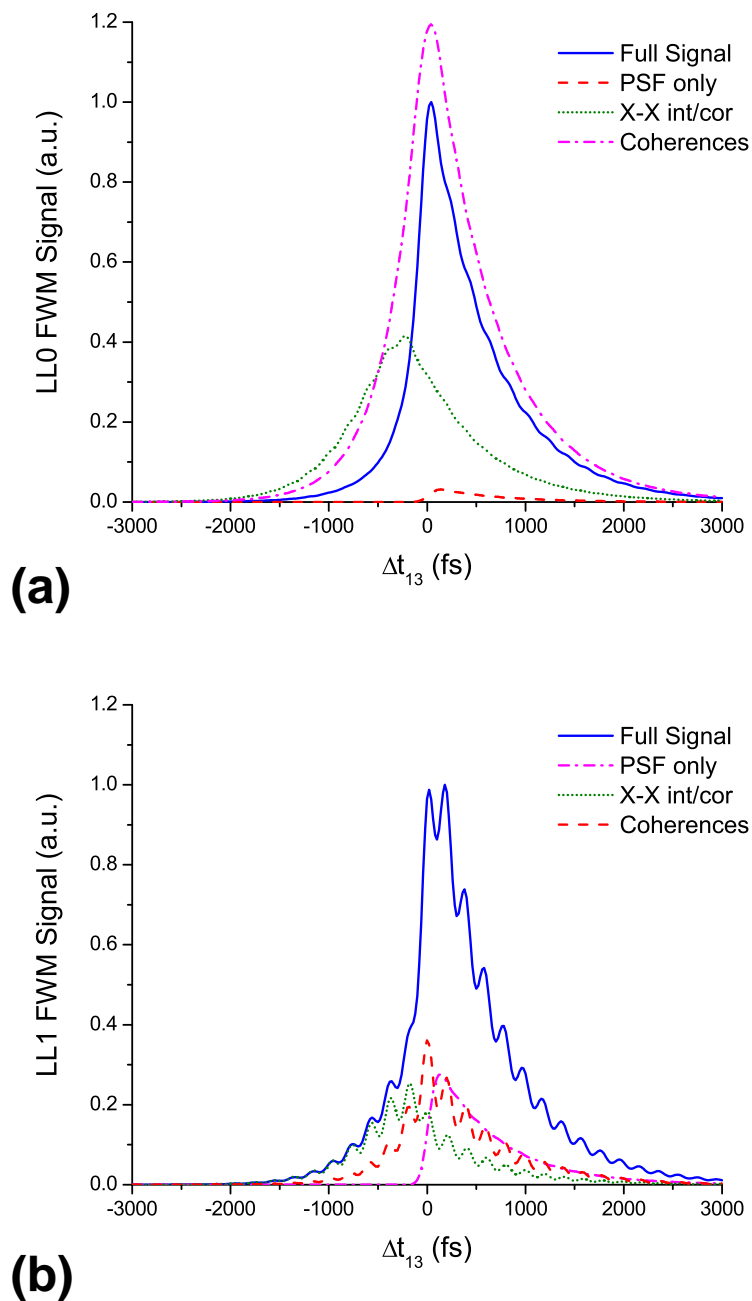 1.2
1.0
0.8
0.6
0.4
0.2
0.0
LL0 FWM Signal (a.u.)
Full Signal
PSF only
X-X int/cor
Coherences
-3000 -2000 -1000 0 1000 2000 3000
Δt13 (fs)
(a)
1.2
1.0
0.8
0.6
0.4
0.2
0.0
LL1 FWM Signal (a.u.)
Full Signal
PSF only
X-X int/cor
Coherences
-3000 -2000 -1000 0 1000 2000 3000
Δt13 (fs)
(b)